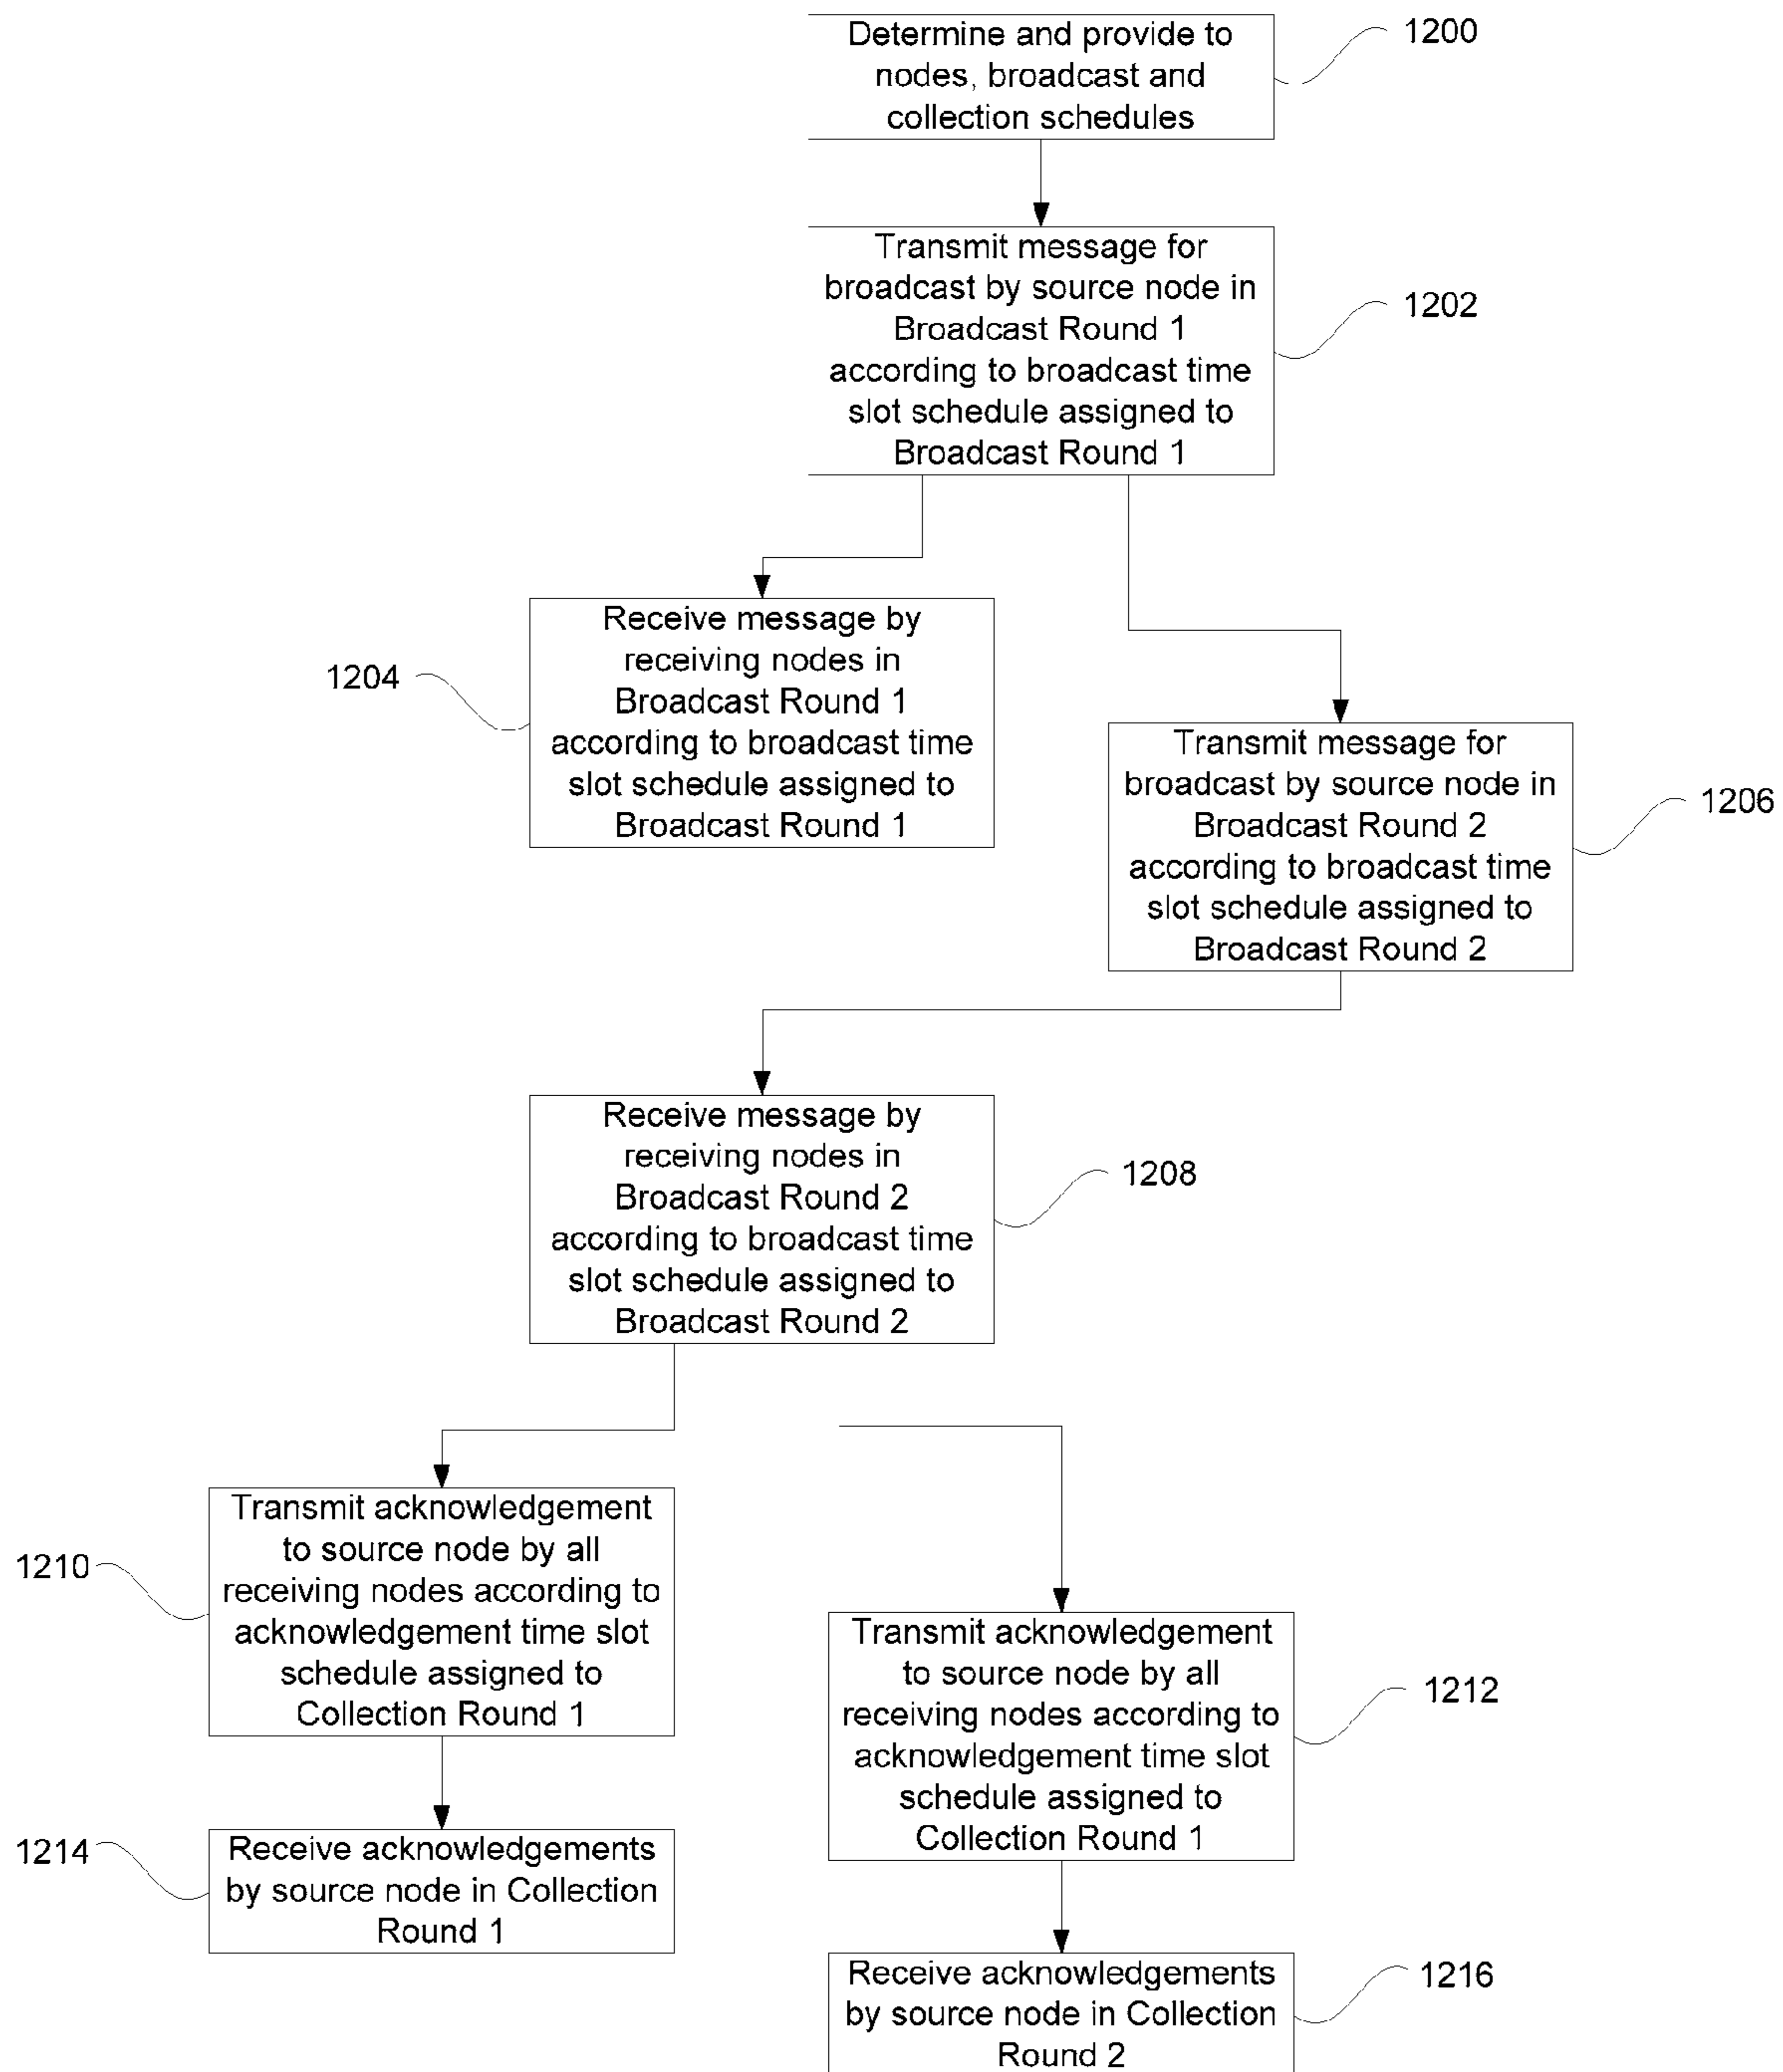 Determine and provide to
nodes, broadcast and
collection schedules
1200
Transmit message for
broadcast by source node in
Broadcast Round 1
according to broadcast time
slot schedule assigned to
Broadcast Round 1
1202
Receive message by
receiving nodes in
Broadcast Round 1
according to broadcast time
slot schedule assigned to
Broadcast Round 1
1204
Transmit message for
broadcast by source node in
Broadcast Round 2
according to broadcast time
slot schedule assigned to
Broadcast Round 2
1206
Receive message by
receiving nodes in
Broadcast Round 2
according to broadcast time
slot schedule assigned to
Broadcast Round 2
1208
Transmit acknowledgement
to source node by all
receiving nodes according to
acknowledgement time slot
schedule assigned to
Collection Round 1
1210
Transmit acknowledgement
to source node by all
receiving nodes according to
acknowledgement time slot
schedule assigned to
Collection Round 1
1212
Receive acknowledgements
by source node in Collection
Round 1
1214
Receive acknowledgements
by source node in Collection
Round 2
1216